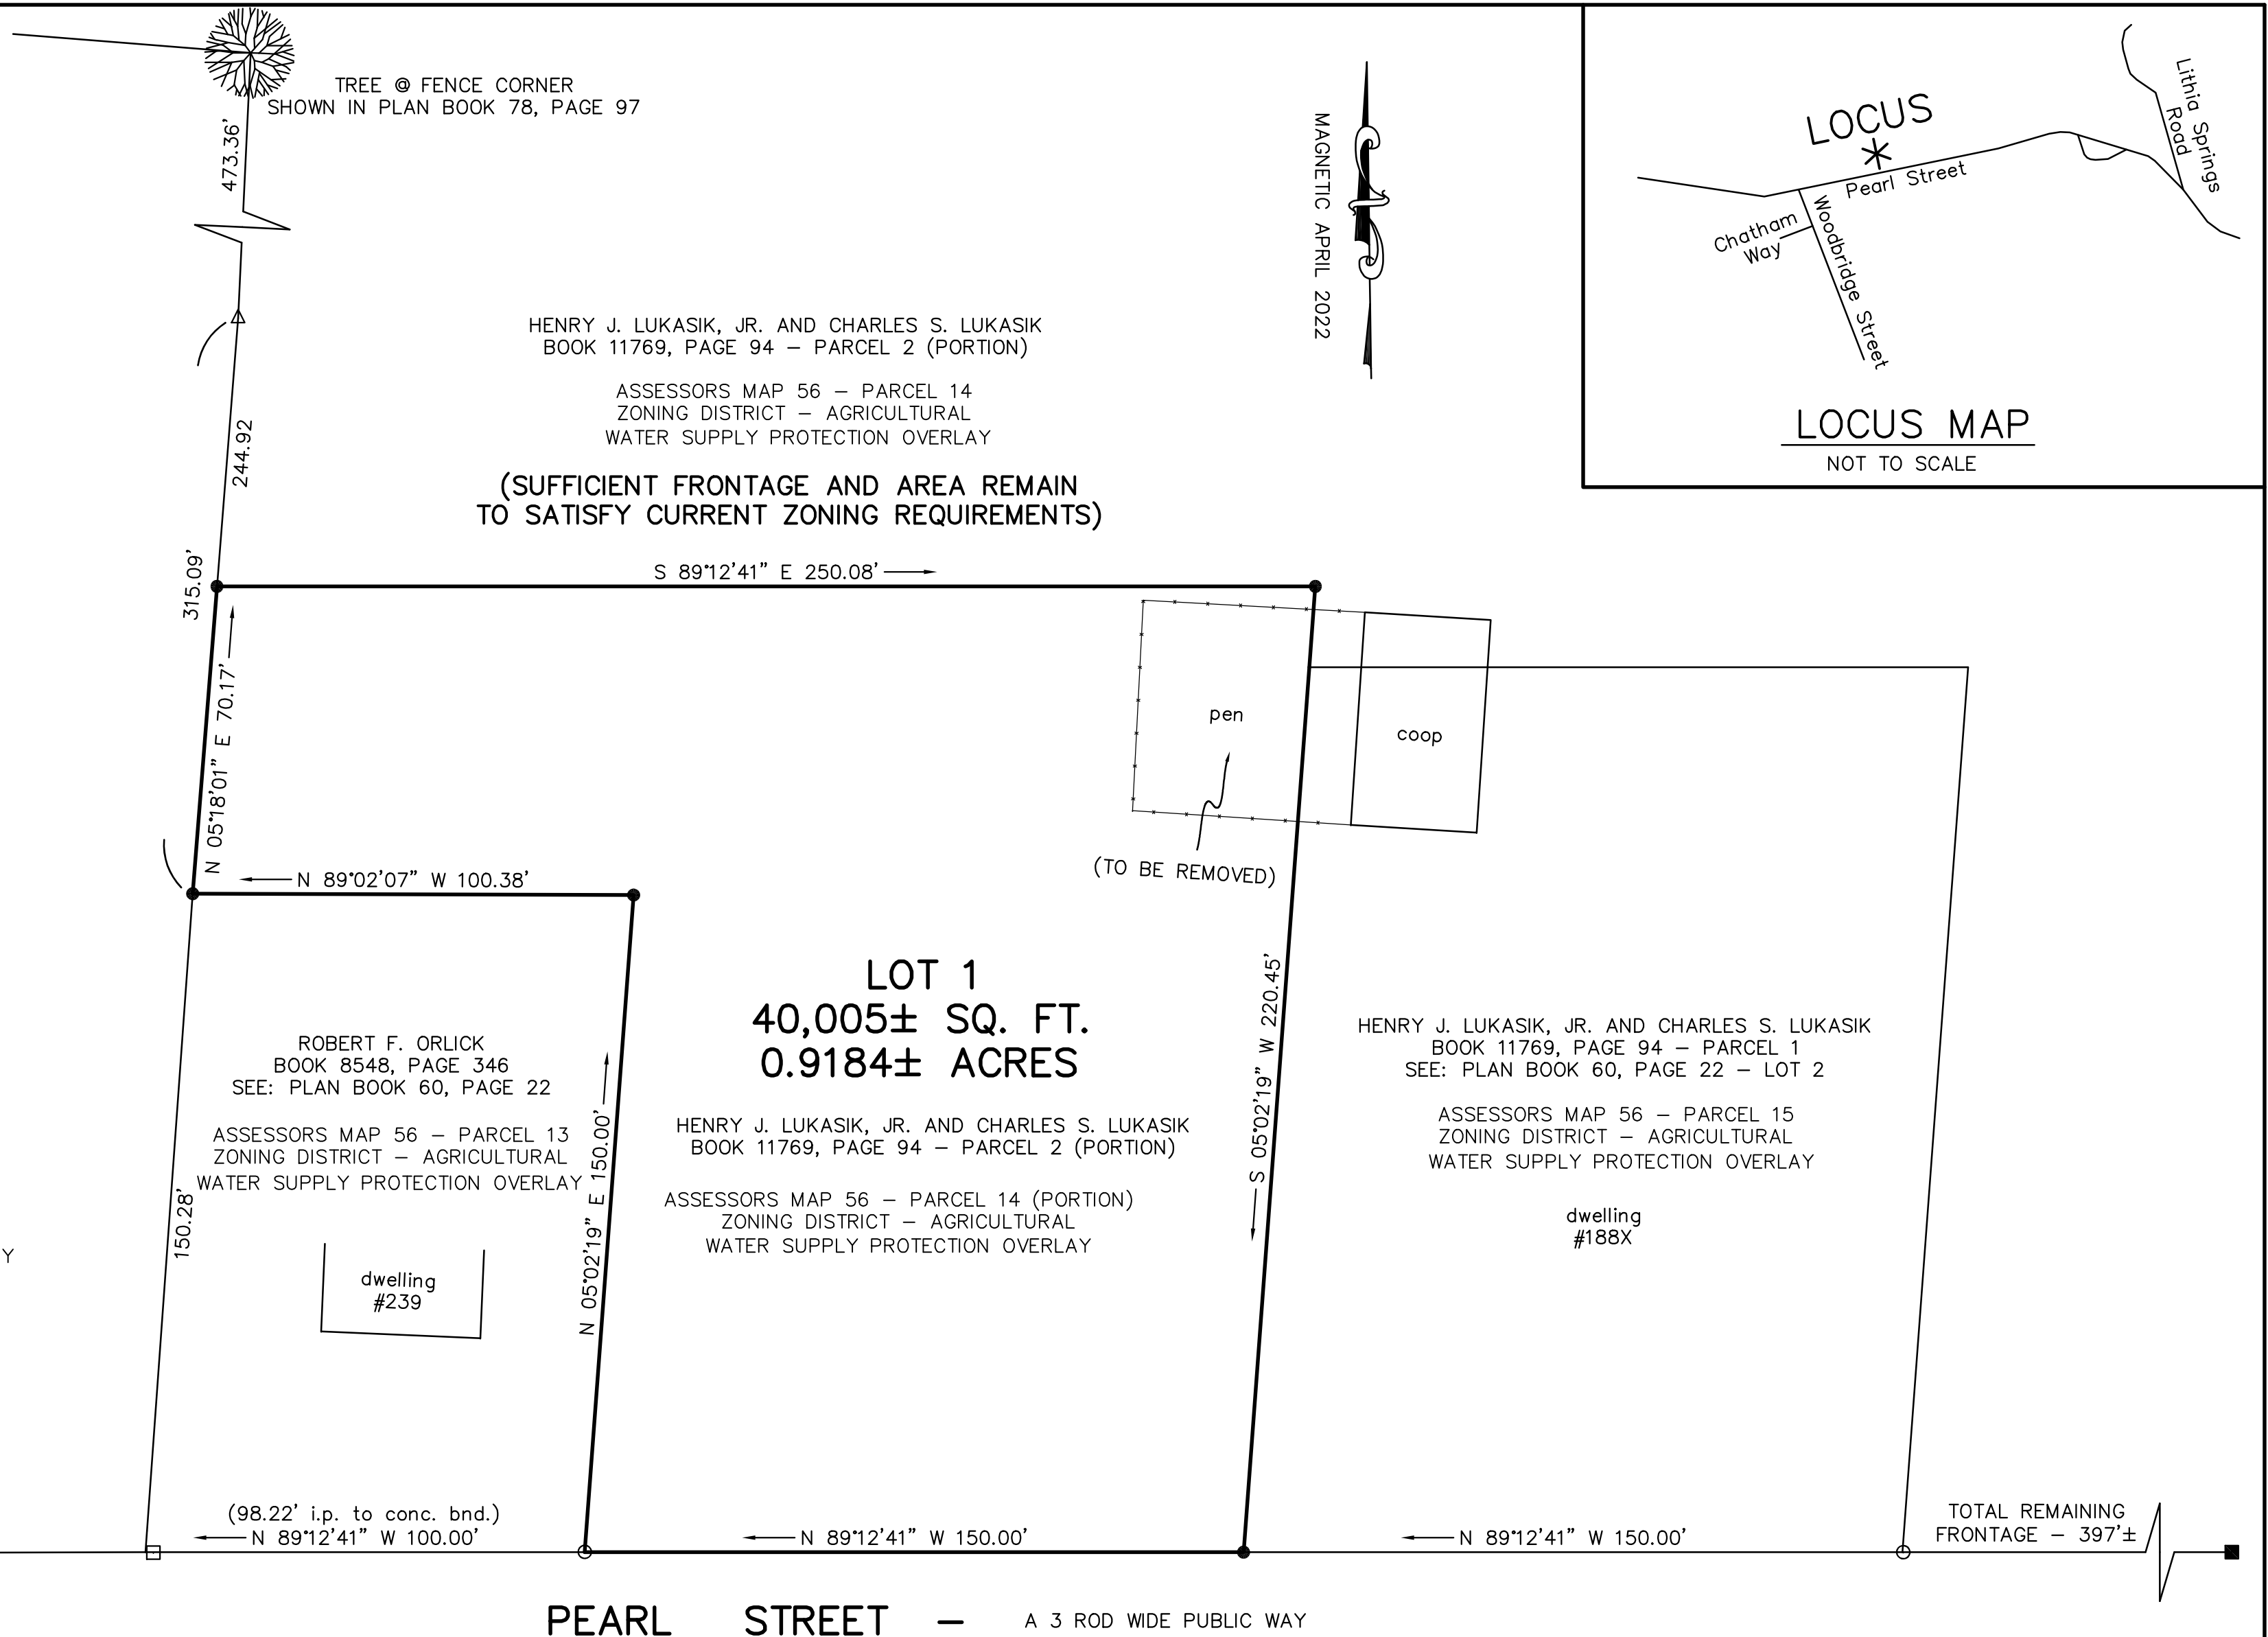 TREE @ FENCE CORNER
SHOWN IN PLAN BOOK 78, PAGE 97
473.36'
MAGNETIC APRIL 2022
LOCUS
Pearl Street
Lithia Springs
Road
Chatham
Way
Woodbridge Street
LOCUS MAP
NOT TO SCALE
HENRY J. LUKASIK, JR. AND CHARLES S. LUKASIK
BOOK 11769, PAGE 94 – PARCEL 2 (PORTION)
ASSESSORS MAP 56 – PARCEL 14
ZONING DISTRICT – AGRICULTURAL
WATER SUPPLY PROTECTION OVERLAY
(SUFFICIENT FRONTAGE AND AREA REMAIN
TO SATISFY CURRENT ZONING REQUIREMENTS)
244.92
315.09'
S 89°12'41" E 250.08'
N 05°18'01" E 70.17'
pen
coop
(TO BE REMOVED)
N 89°02'07" W 100.38'
LOT 1
40,005± SQ. FT.
0.9184± ACRES
HENRY J. LUKASIK, JR. AND CHARLES S. LUKASIK
BOOK 11769, PAGE 94 – PARCEL 2 (PORTION)
ASSESSORS MAP 56 – PARCEL 14 (PORTION)
ZONING DISTRICT – AGRICULTURAL
WATER SUPPLY PROTECTION OVERLAY
ROBERT F. ORLICK
BOOK 8548, PAGE 346
SEE: PLAN BOOK 60, PAGE 22
ASSESSORS MAP 56 – PARCEL 13
ZONING DISTRICT – AGRICULTURAL
WATER SUPPLY PROTECTION OVERLAY
dwelling
#239
150.28'
Y
N 05°02'19" E 150.00'
S 05°02'19" W 220.45'
HENRY J. LUKASIK, JR. AND CHARLES S. LUKASIK
BOOK 11769, PAGE 94 – PARCEL 1
SEE: PLAN BOOK 60, PAGE 22 – LOT 2
ASSESSORS MAP 56 – PARCEL 15
ZONING DISTRICT – AGRICULTURAL
WATER SUPPLY PROTECTION OVERLAY
dwelling
#188X
(98.22' i.p. to conc. bnd.)
N 89°12'41" W 100.00'
N 89°12'41" W 150.00'
N 89°12'41" W 150.00'
TOTAL REMAINING
FRONTAGE – 397'±
PEARL STREET – A 3 ROD WIDE PUBLIC WAY